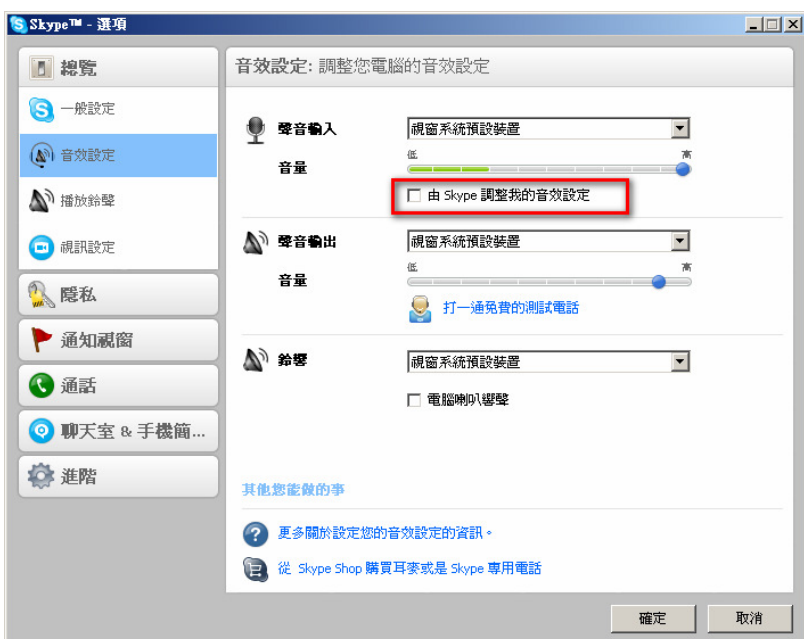 Skype™ - 選項
總覽
一般設定
音效設定
播放鈴聲
視訊設定
隱私
通知視窗
通話
聊天室 & 手機簡...
進階
音效設定: 調整您電腦的音效設定
聲音輸入
視窗系統預設裝置
音量
低
高
由 Skype 調整我的音效設定
聲音輸出
視窗系統預設裝置
音量
低
高
打一通免費的測試電話
鈴響
視窗系統預設裝置
電腦喇叭響聲
其他您能做的事
更多關於設定您的音效設定的資訊。
從 Skype Shop 購買耳麥或是 Skype 專用電話
確定
取消